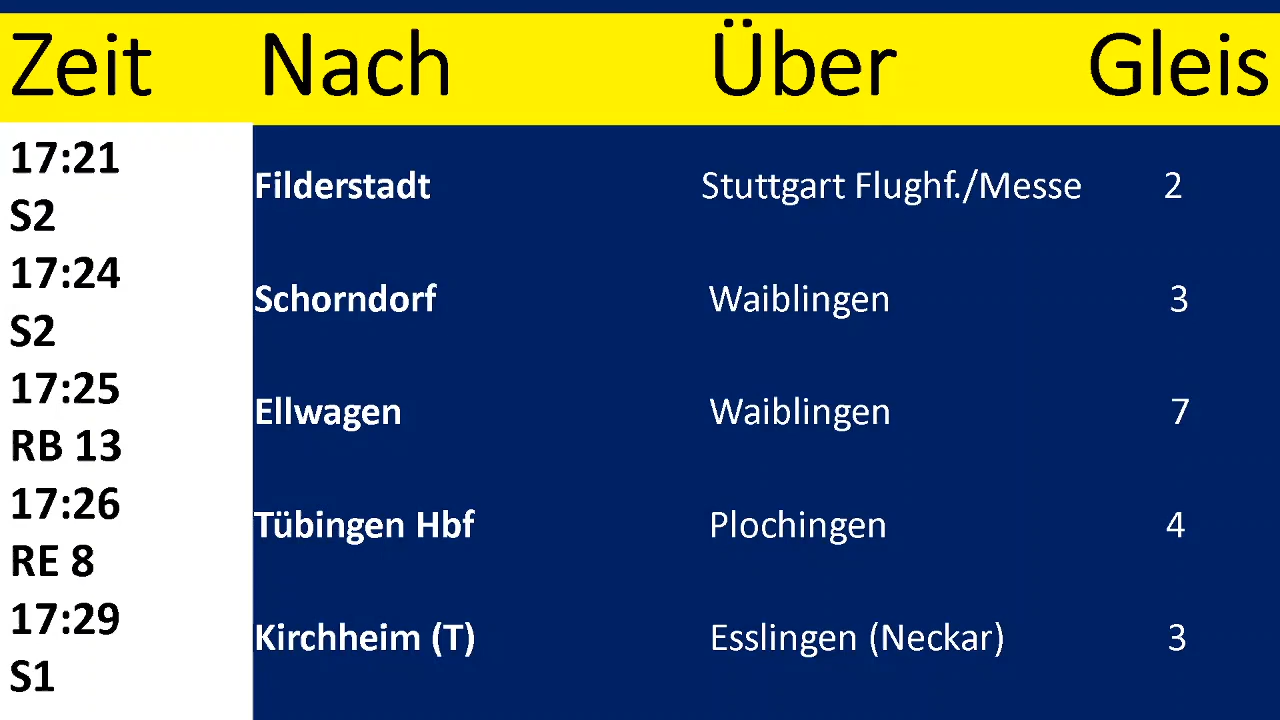 Zeit Nach Über Gleis
17:21
S2 Filderstadt Stuttgart Flughf./Messe 2
17:24
S2 Schorndorf Waiblingen 3
17:25
RB 13 Ellwagen Waiblingen 7
17:26
RE 8 Tübingen Hbf Plochingen 4
17:29
S1 Kirchheim (T) Esslingen (Neckar) 3